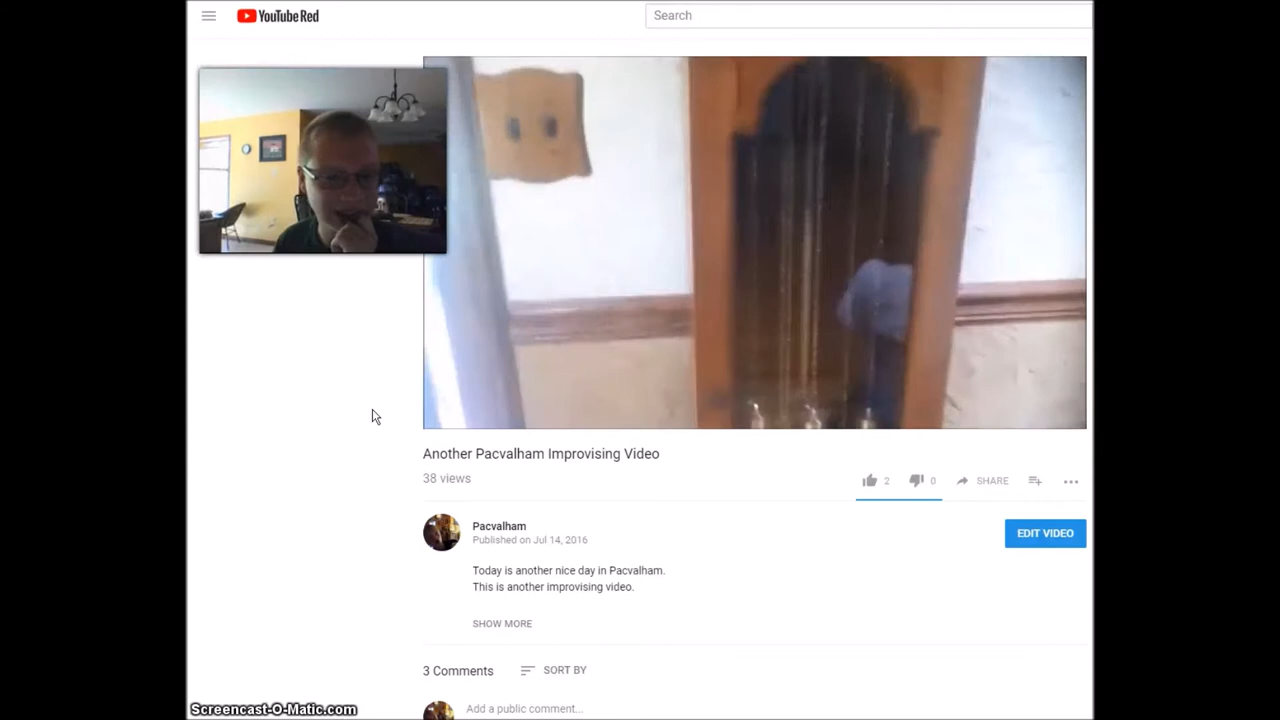 YouTube Red
Search
Another Pacvalham Improvising Video
38 views
2
0
SHARE
Pacvalham
Published on Jul 14, 2016
EDIT VIDEO
Today is another nice day in Pacvalham.
This is another improvising video.
SHOW MORE
3 Comments
SORT BY
Add a public comment...
Screencast-O-Matic.com